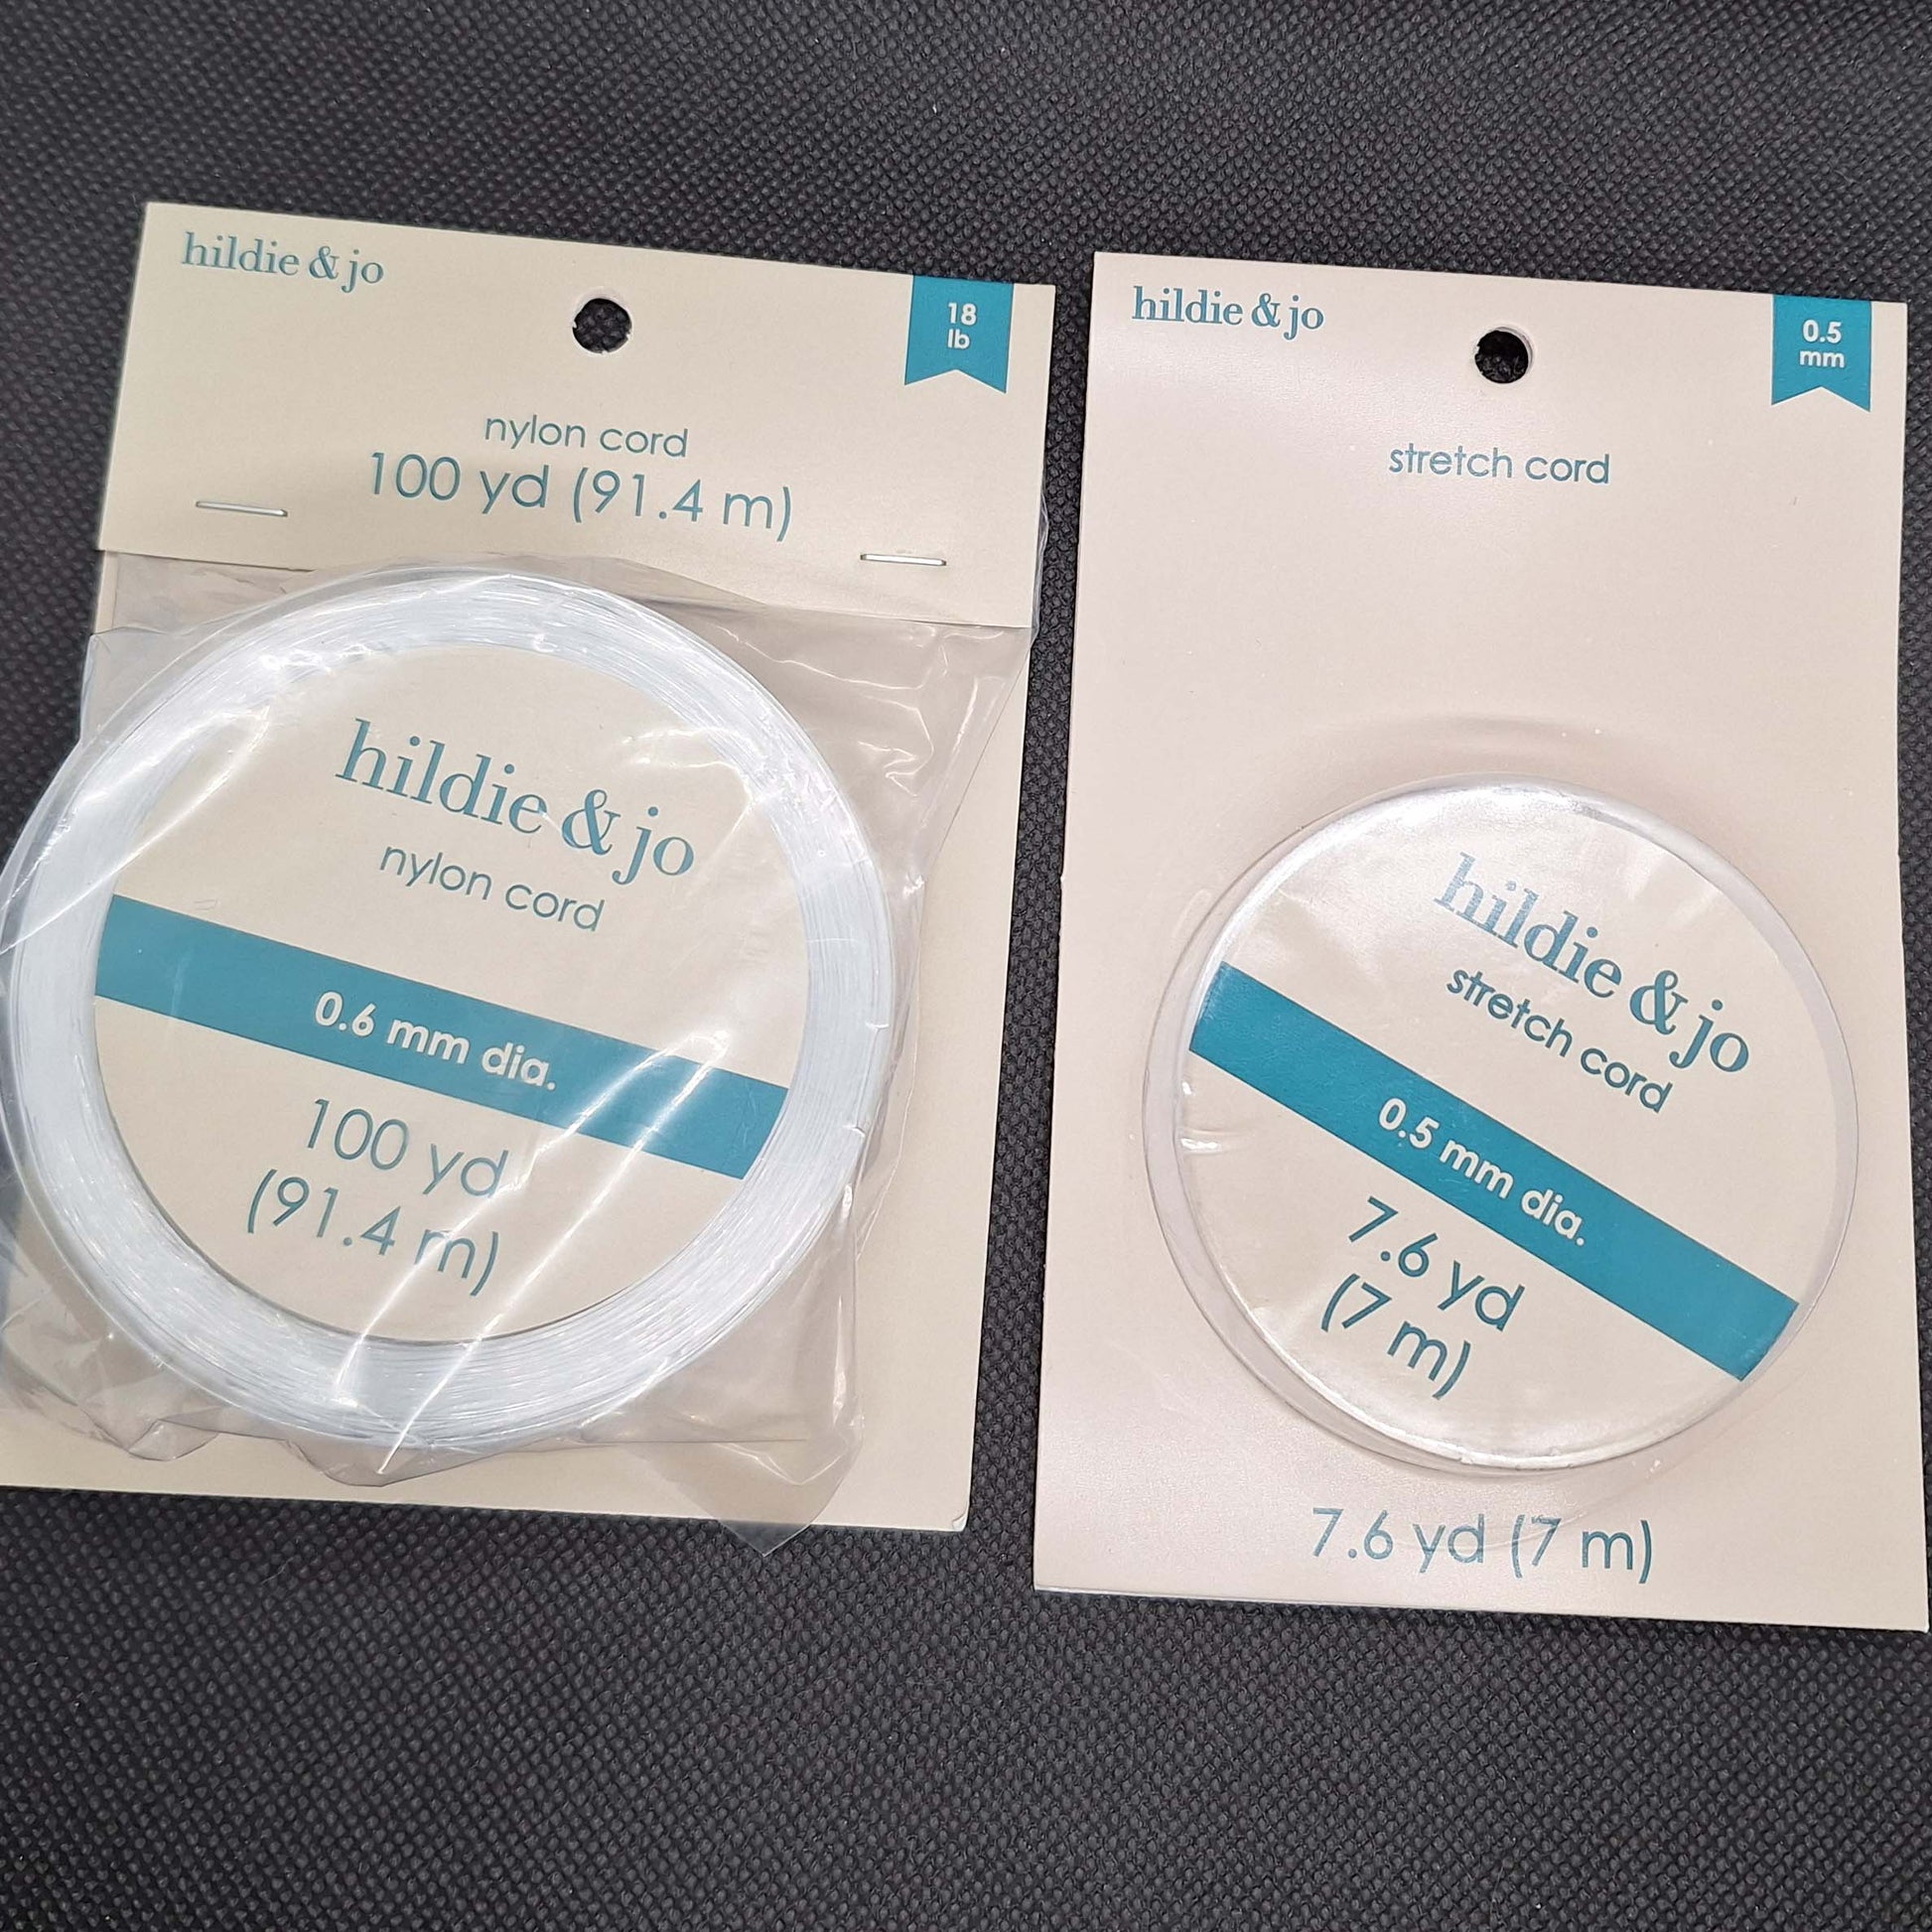 hildie & jo
18
lb
nylon cord
100 yd (91.4 m)
hildie & jo
nylon cord
0.6 mm dia.
100 yd
(91.4 m)
hildie & jo
0.5
mm
stretch cord
hildie & jo
stretch cord
0.5 mm dia.
7.6 yd
(7 m)
7.6 yd (7 m)